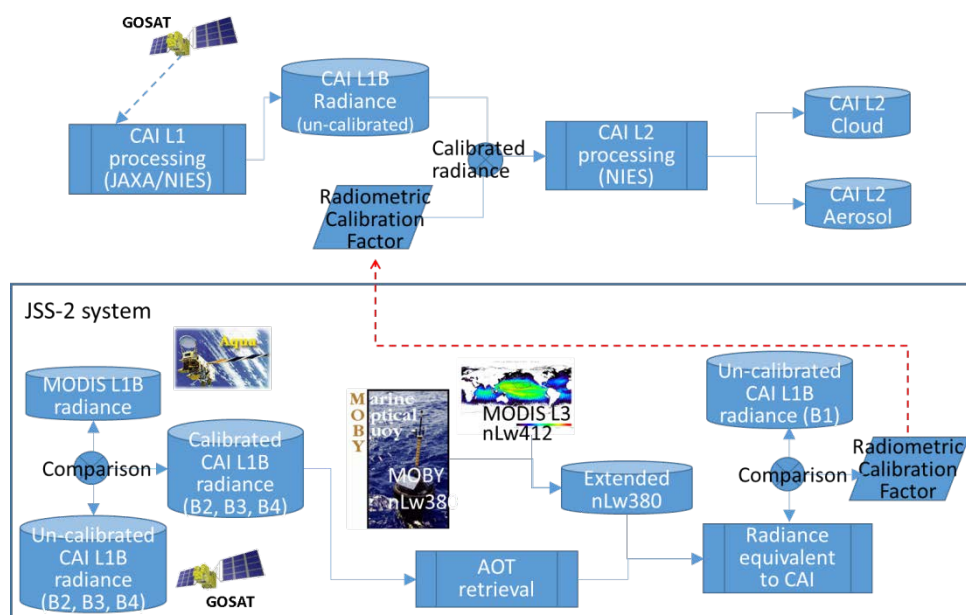 GOSAT
CAI L1
processing
(JAXA/NIES)
CAI L1B
Radiance
(un-calibrated)
Radiometric
Calibration
Factor
Calibrated
radiance
CAI L2
processing
(NIES)
CAI L2
Cloud
CAI L2
Aerosol
JSS-2 system
Aqua
MODIS L1B
radiance
Comparison
Un-calibrated
CAI L1B
radiance
(B2, B3, B4)
GOSAT
Calibrated
CAI L1B
radiance
(B2, B3, B4)
Marine
Optical
BuoY
MOBY
nLw380
MODIS L3
nLw412
Extended
nLw380
AOT
retrieval
Un-calibrated
CAI L1B
radiance (B1)
Comparison
Radiance
equivalent
to CAI
Radiometric
Calibration
Factor